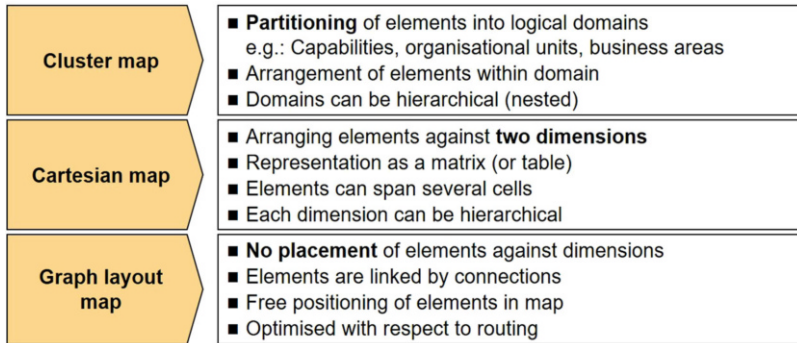 Cluster map
■ Partitioning of elements into logical domains
e.g.: Capabilities, organisational units, business areas
■ Arrangement of elements within domain
■ Domains can be hierarchical (nested)
Cartesian map
■ Arranging elements against two dimensions
■ Representation as a matrix (or table)
■ Elements can span several cells
■ Each dimension can be hierarchical
Graph layout
map
■ No placement of elements against dimensions
■ Elements are linked by connections
■ Free positioning of elements in map
■ Optimised with respect to routing